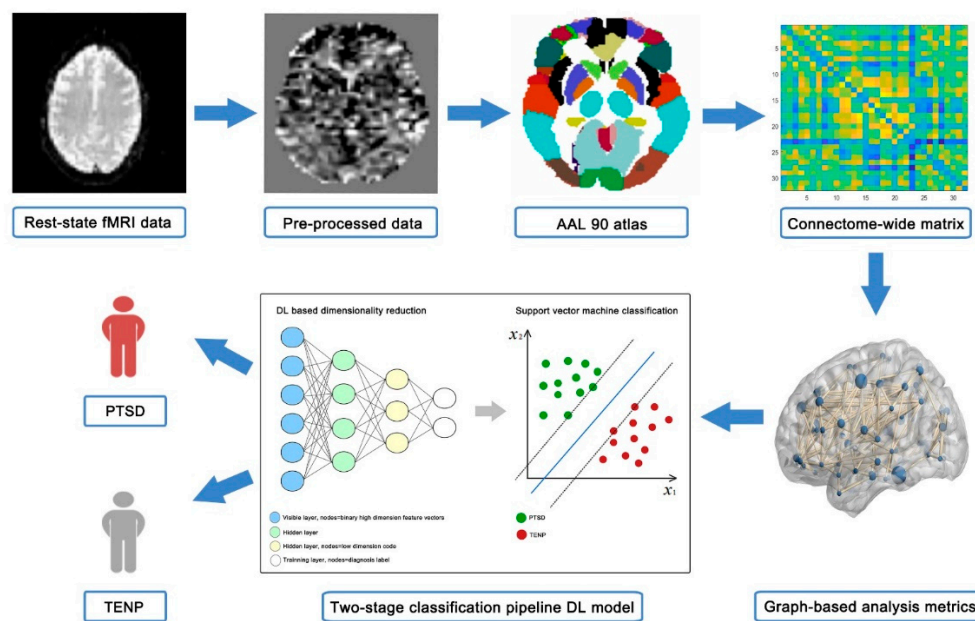 5
10
15
20
25
30
5 10 15 20 25 30
Rest-state fMRI data
Pre-processed data
AAL 90 atlas
Connectome-wide matrix
PTSD
TENP
DL based dimensionality reduction
Visible layer, nodes=binary high dimension feature vectors
Hidden layer
Hidden layer, nodes=low dimension code
Trainning layer, nodes=diagnosis label
Support vector machine classification
x2
x1
PTSD
TENP
Two-stage classification pipeline DL model
Graph-based analysis metrics